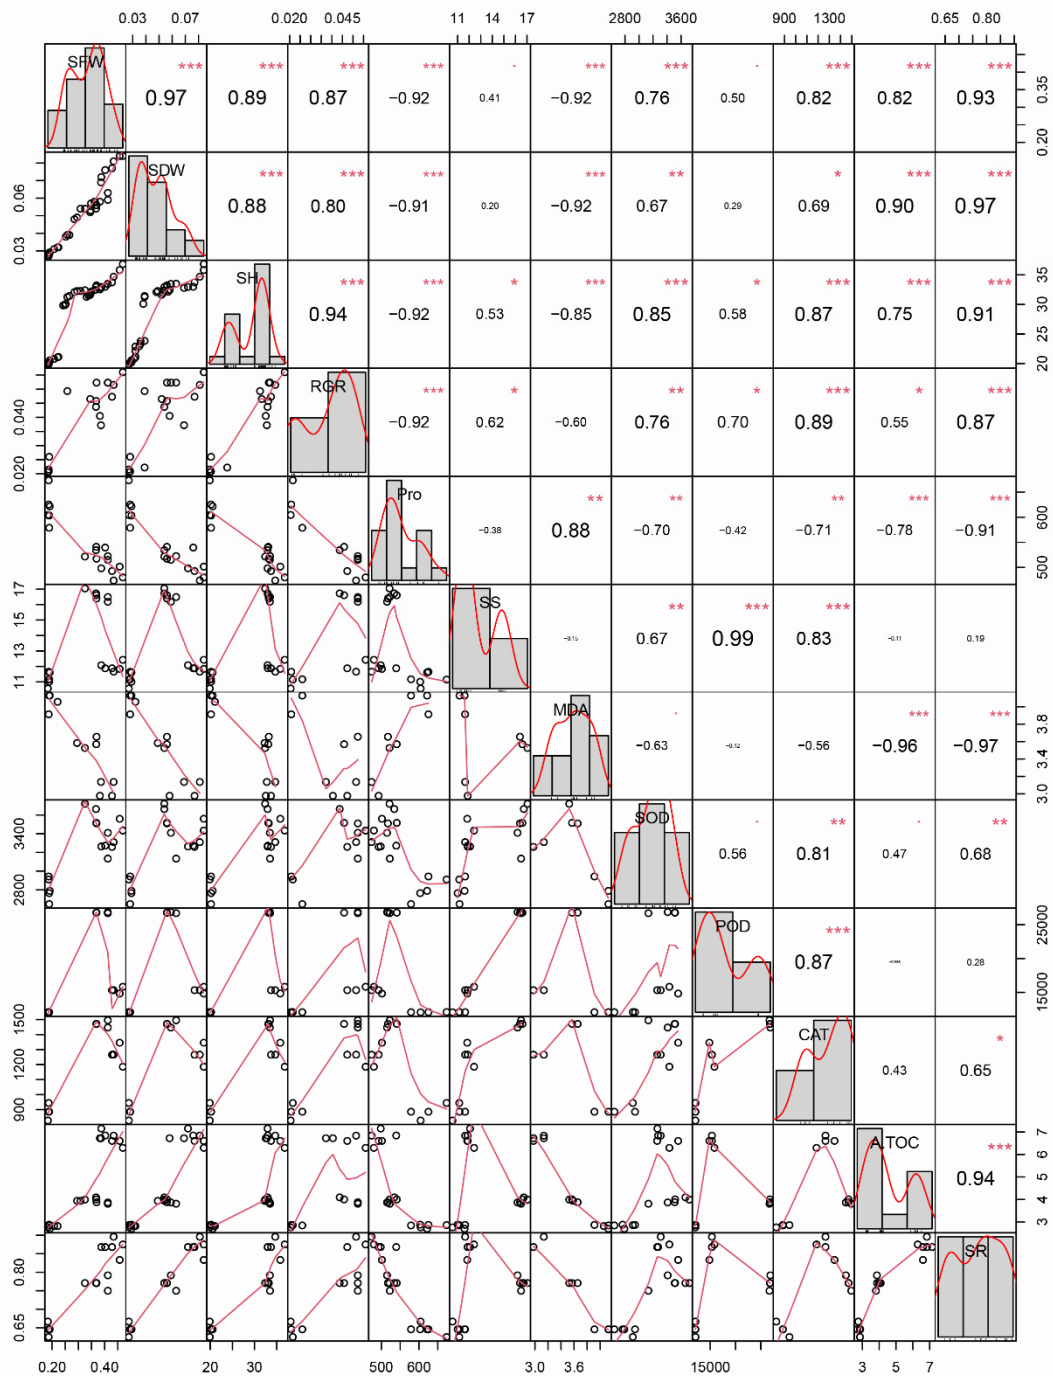 0.03 0.07 0.020 0.045 11 14 17 2800 3600 900 1300 0.65 0.80
SFW *** *** *** *** . *** *** . *** *** ***
0.97 0.89 0.87 −0.92 0.41 −0.92 0.76 0.50 0.82 0.82 0.93
0.20 0.35
SDW *** *** *** *** ** * *** ***
0.03 0.06
0.88 0.80 −0.91 0.20 −0.92 0.67 0.29 0.69 0.90 0.97
SH *** *** * *** *** * *** *** ***
0.94 −0.92 0.53 −0.85 0.85 0.58 0.87 0.75 0.91
20 25 30 35
RGR *** * ** * *** * ***
0.020 0.040
−0.92 0.62 −0.60 0.76 0.70 0.89 0.55 0.87
Pro ** ** ** *** ***
−0.38 0.88 −0.70 −0.42 −0.71 −0.78 −0.91
500 600
SS ** *** ***
11 13 15 17
−0.15 0.67 0.99 0.83 −0.11 0.19
MDA . *** ***
−0.63 −0.12 −0.56 −0.96 −0.97
3.0 3.4 3.8
SOD . ** . **
2800 3400
0.56 0.81 0.47 0.68
POD ***
0.87 0.28
15000 25000
CAT *
900 1200 1500
0.43 0.65
A.TOC ***
0.94
3 4 5 6 7
SR
0.65 0.80
0.20 0.40 20 30 500 600 3.0 3.6 15000 3 5 7